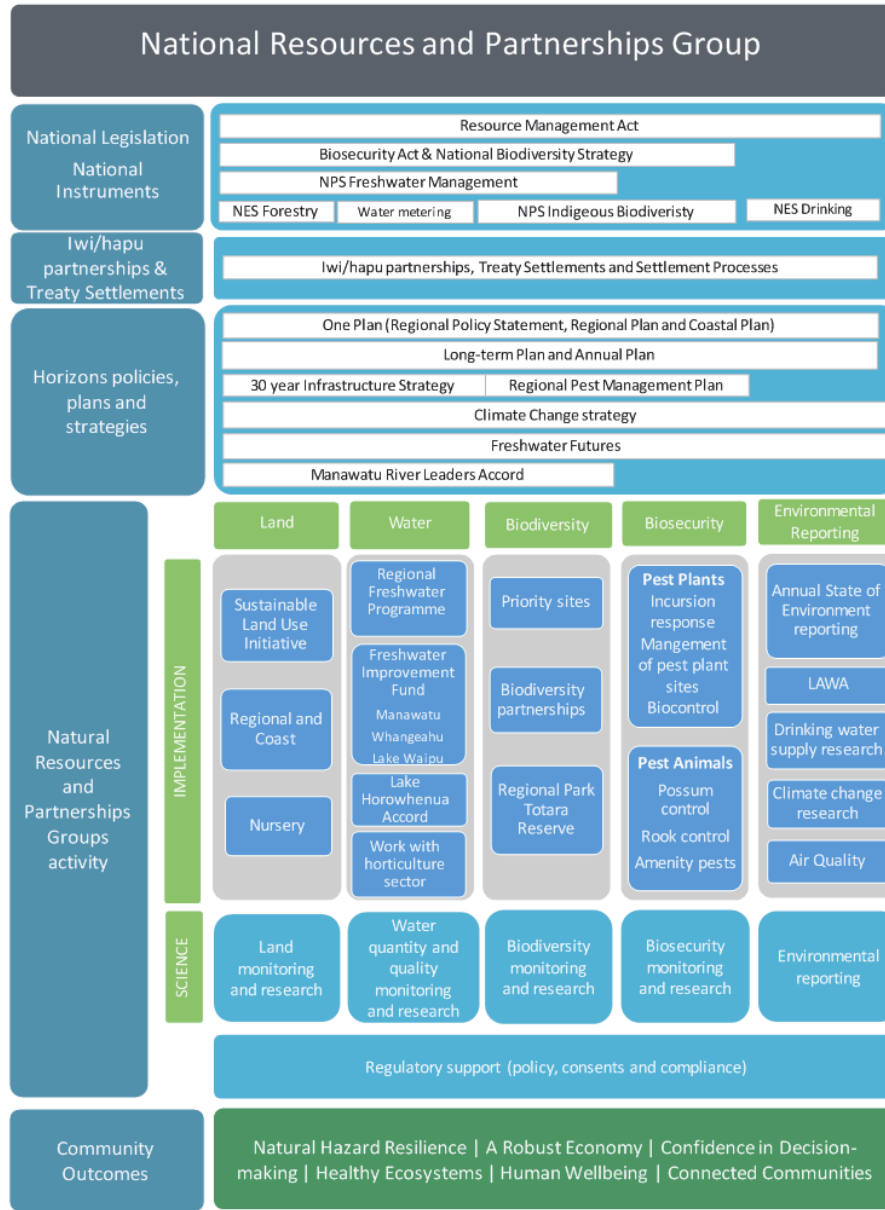 National Resources and Partnerships Group
National Legislation
National
Instruments
Resource Management Act
Biosecurity Act & National Biodiversity Strategy
NPS Freshwater Management
NES Forestry
Water metering
NPS Indigeous Biodiveristy
NES Drinking
Iwi/hapu
partnerships &
Treaty Settlements
Iwi/hapu partnerships, Treaty Settlements and Settlement Processes
Horizons policies,
plans and
strategies
One Plan (Regional Policy Statement, Regional Plan and Coastal Plan)
Long-term Plan and Annual Plan
30 year Infrastructure Strategy
Regional Pest Management Plan
Climate Change strategy
Freshwater Futures
Manawatu River Leaders Accord
Natural
Resources
and
Partnerships
Groups
activity
IMPLEMENTATION
SCIENCE
Land
Water
Biodiversity
Biosecurity
Environmental
Reporting
Sustainable
Land Use
Initiative
Regional and
Coast
Nursery
Regional
Freshwater
Programme
Freshwater
Improvement
Fund
Manawatu
Whangeahu
Lake Waipu
Lake
Horowhenua
Accord
Work with
horticulture
sector
Priority sites
Biodiversity
partnerships
Regional Park
Totara
Reserve
Pest Plants
Incursion
response
Mangement
of pest plant
sites
Biocontrol
Pest Animals
Possum
control
Rook control
Amenity pests
Annual State of
Environment
reporting
LAWA
Drinking water
supply research
Climate change
research
Air Quality
Land
monitoring
and research
Water
quantity and
quality
monitoring
and research
Biodiversity
monitoring
and research
Biosecurity
monitoring
and research
Environmental
reporting
Regulatory support (policy, consents and compliance)
Community
Outcomes
Natural Hazard Resilience | A Robust Economy | Confidence in Decision-
making | Healthy Ecosystems | Human Wellbeing | Connected Communities